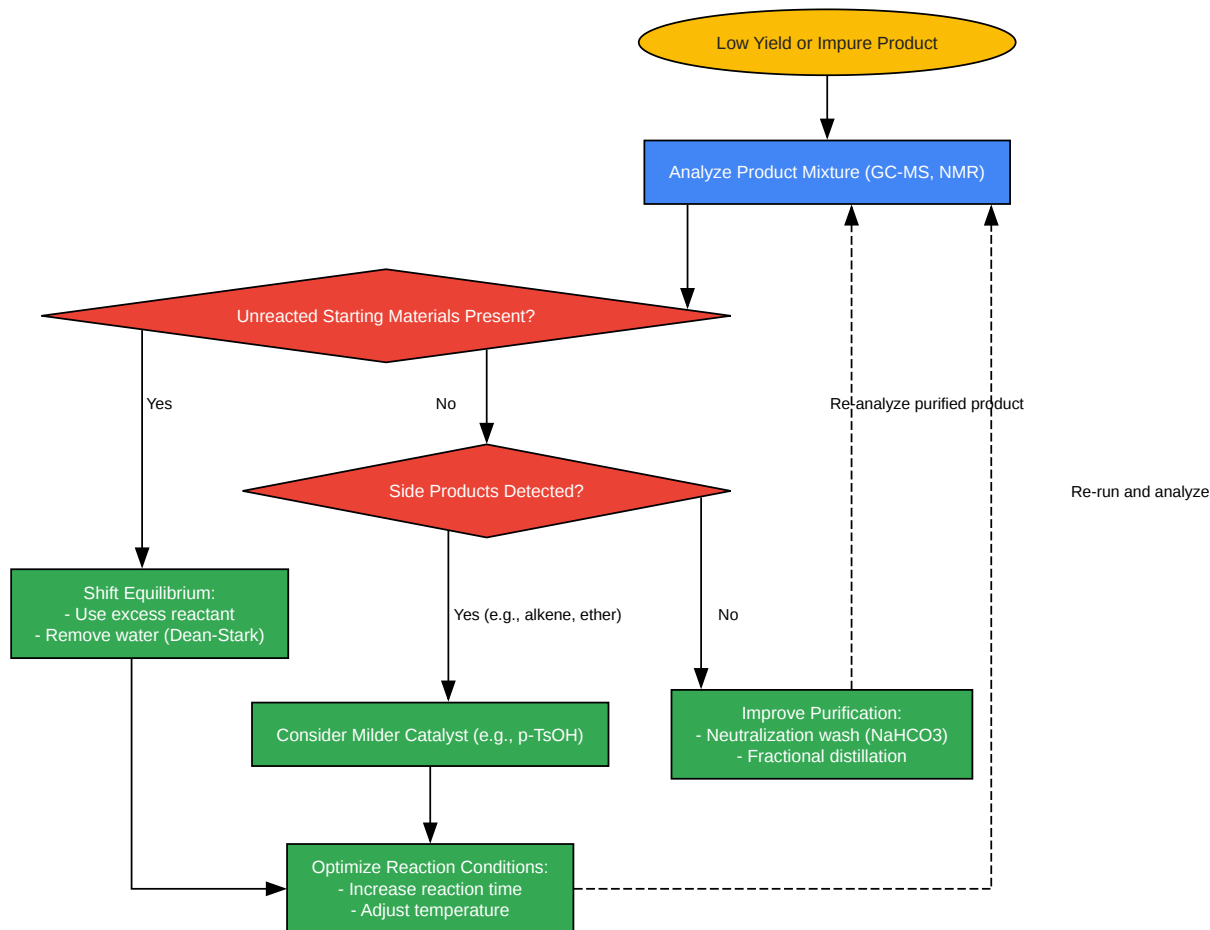 Low Yield or Impure Product
Analyze Product Mixture (GC-MS, NMR)
Unreacted Starting Materials Present?
Yes
No
Re-analyze purified product
Side Products Detected?
Re-run and analyze
Shift Equilibrium:
- Use excess reactant
- Remove water (Dean-Stark)
Yes (e.g., alkene, ether)
No
Consider Milder Catalyst (e.g., p-TsOH)
Improve Purification:
- Neutralization wash (NaHCO3)
- Fractional distillation
Optimize Reaction Conditions:
- Increase reaction time
- Adjust temperature